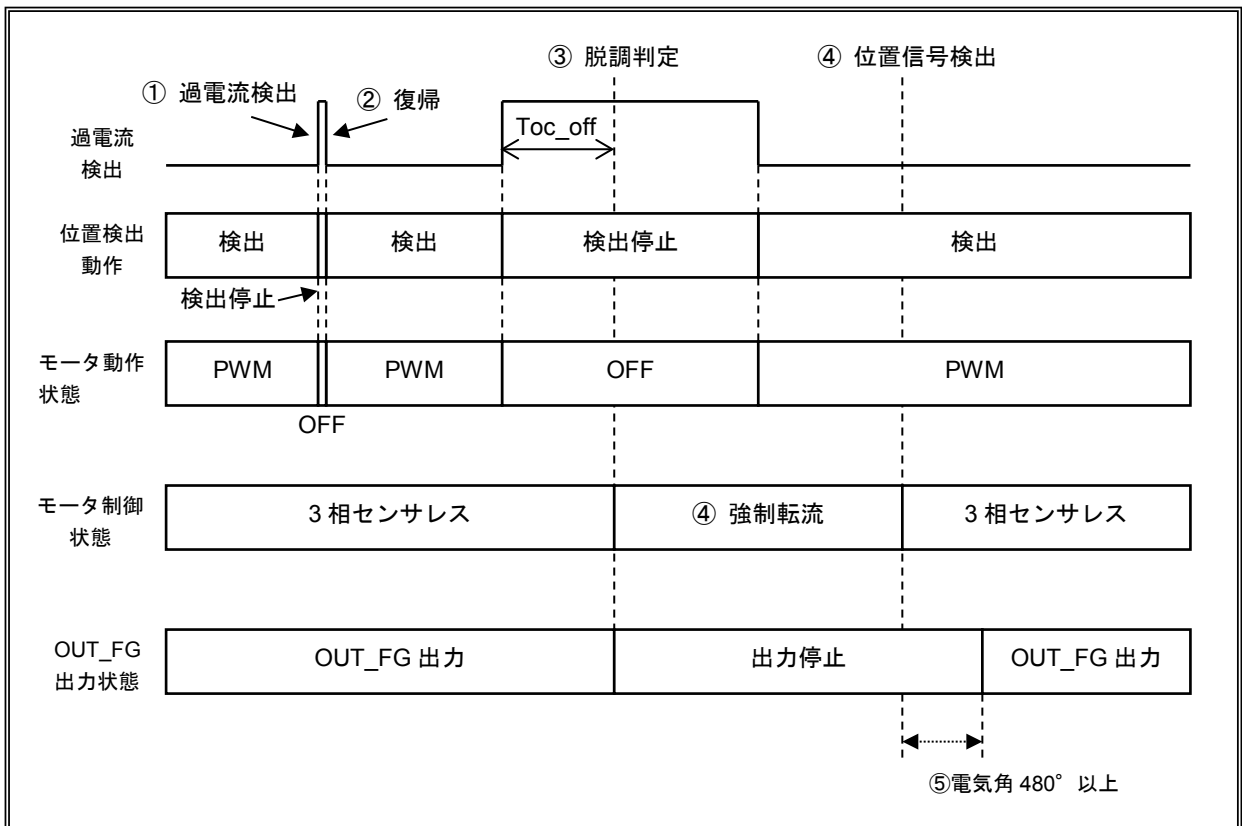 ③ 脱調判定
④ 位置信号検出
① 過電流検出
② 復帰
過電流
検出
Toc_off
位置検出
動作
検出
検出
検出停止
検出
検出停止
モータ動作
状態
PWM
PWM
OFF
PWM
OFF
モータ制御
状態
3 相センサレス
④ 強制転流
3 相センサレス
OUT_FG
出力状態
OUT_FG 出力
出力停止
OUT_FG 出力
⑤電気角 480° 以上